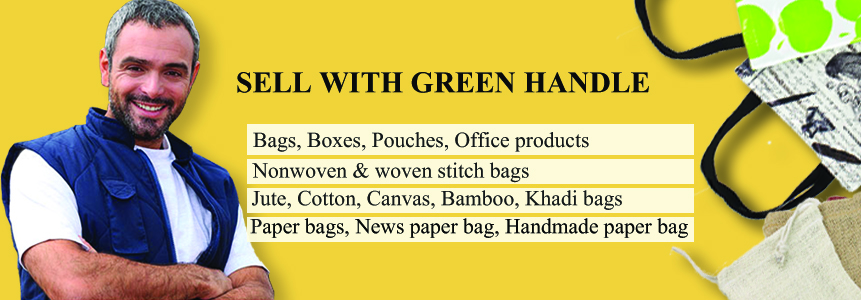 SELL WITH GREEN HANDLE
Bags, Boxes, Pouches, Office products
Nonwoven & woven stitch bags
Jute, Cotton, Canvas, Bamboo, Khadi bags
Paper bags, News paper bag, Handmade paper bag